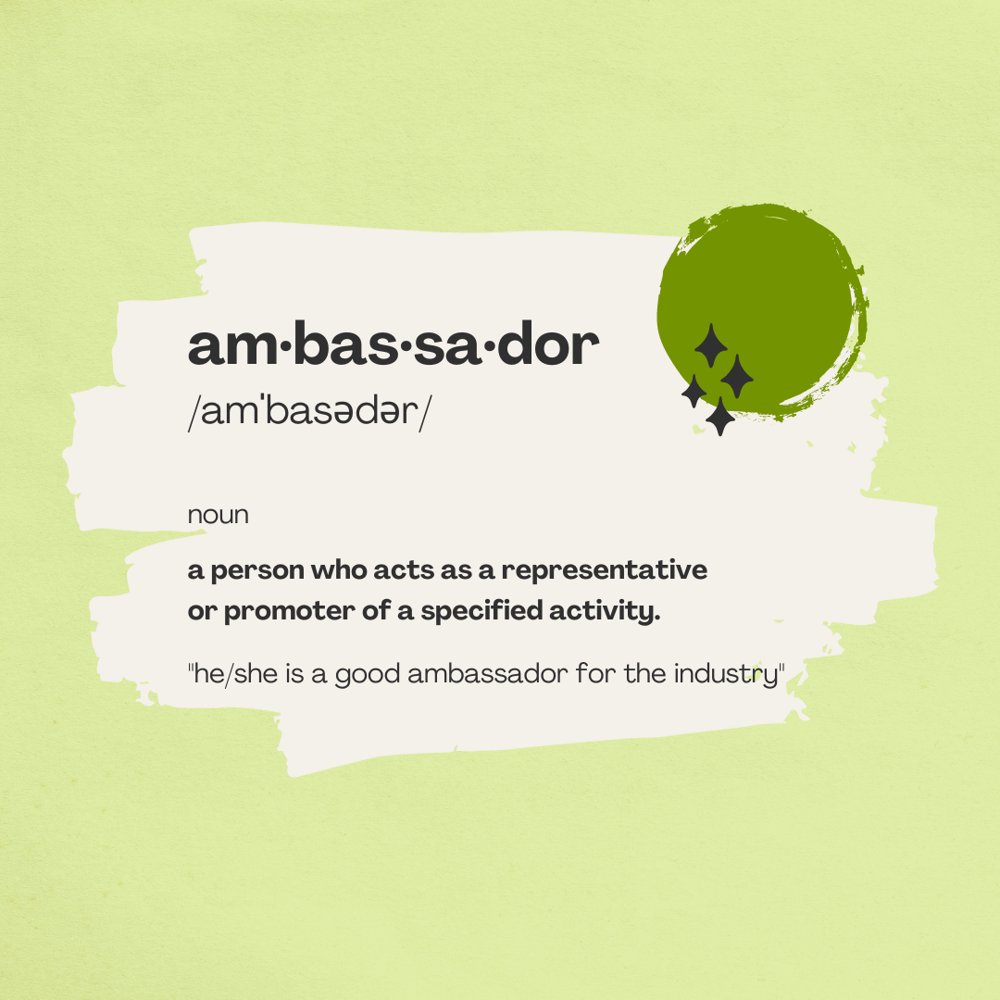 am·bas·sa·dor
/amˈbasədər/
noun
a person who acts as a representative
or promoter of a specified activity.
"he/she is a good ambassador for the industry"